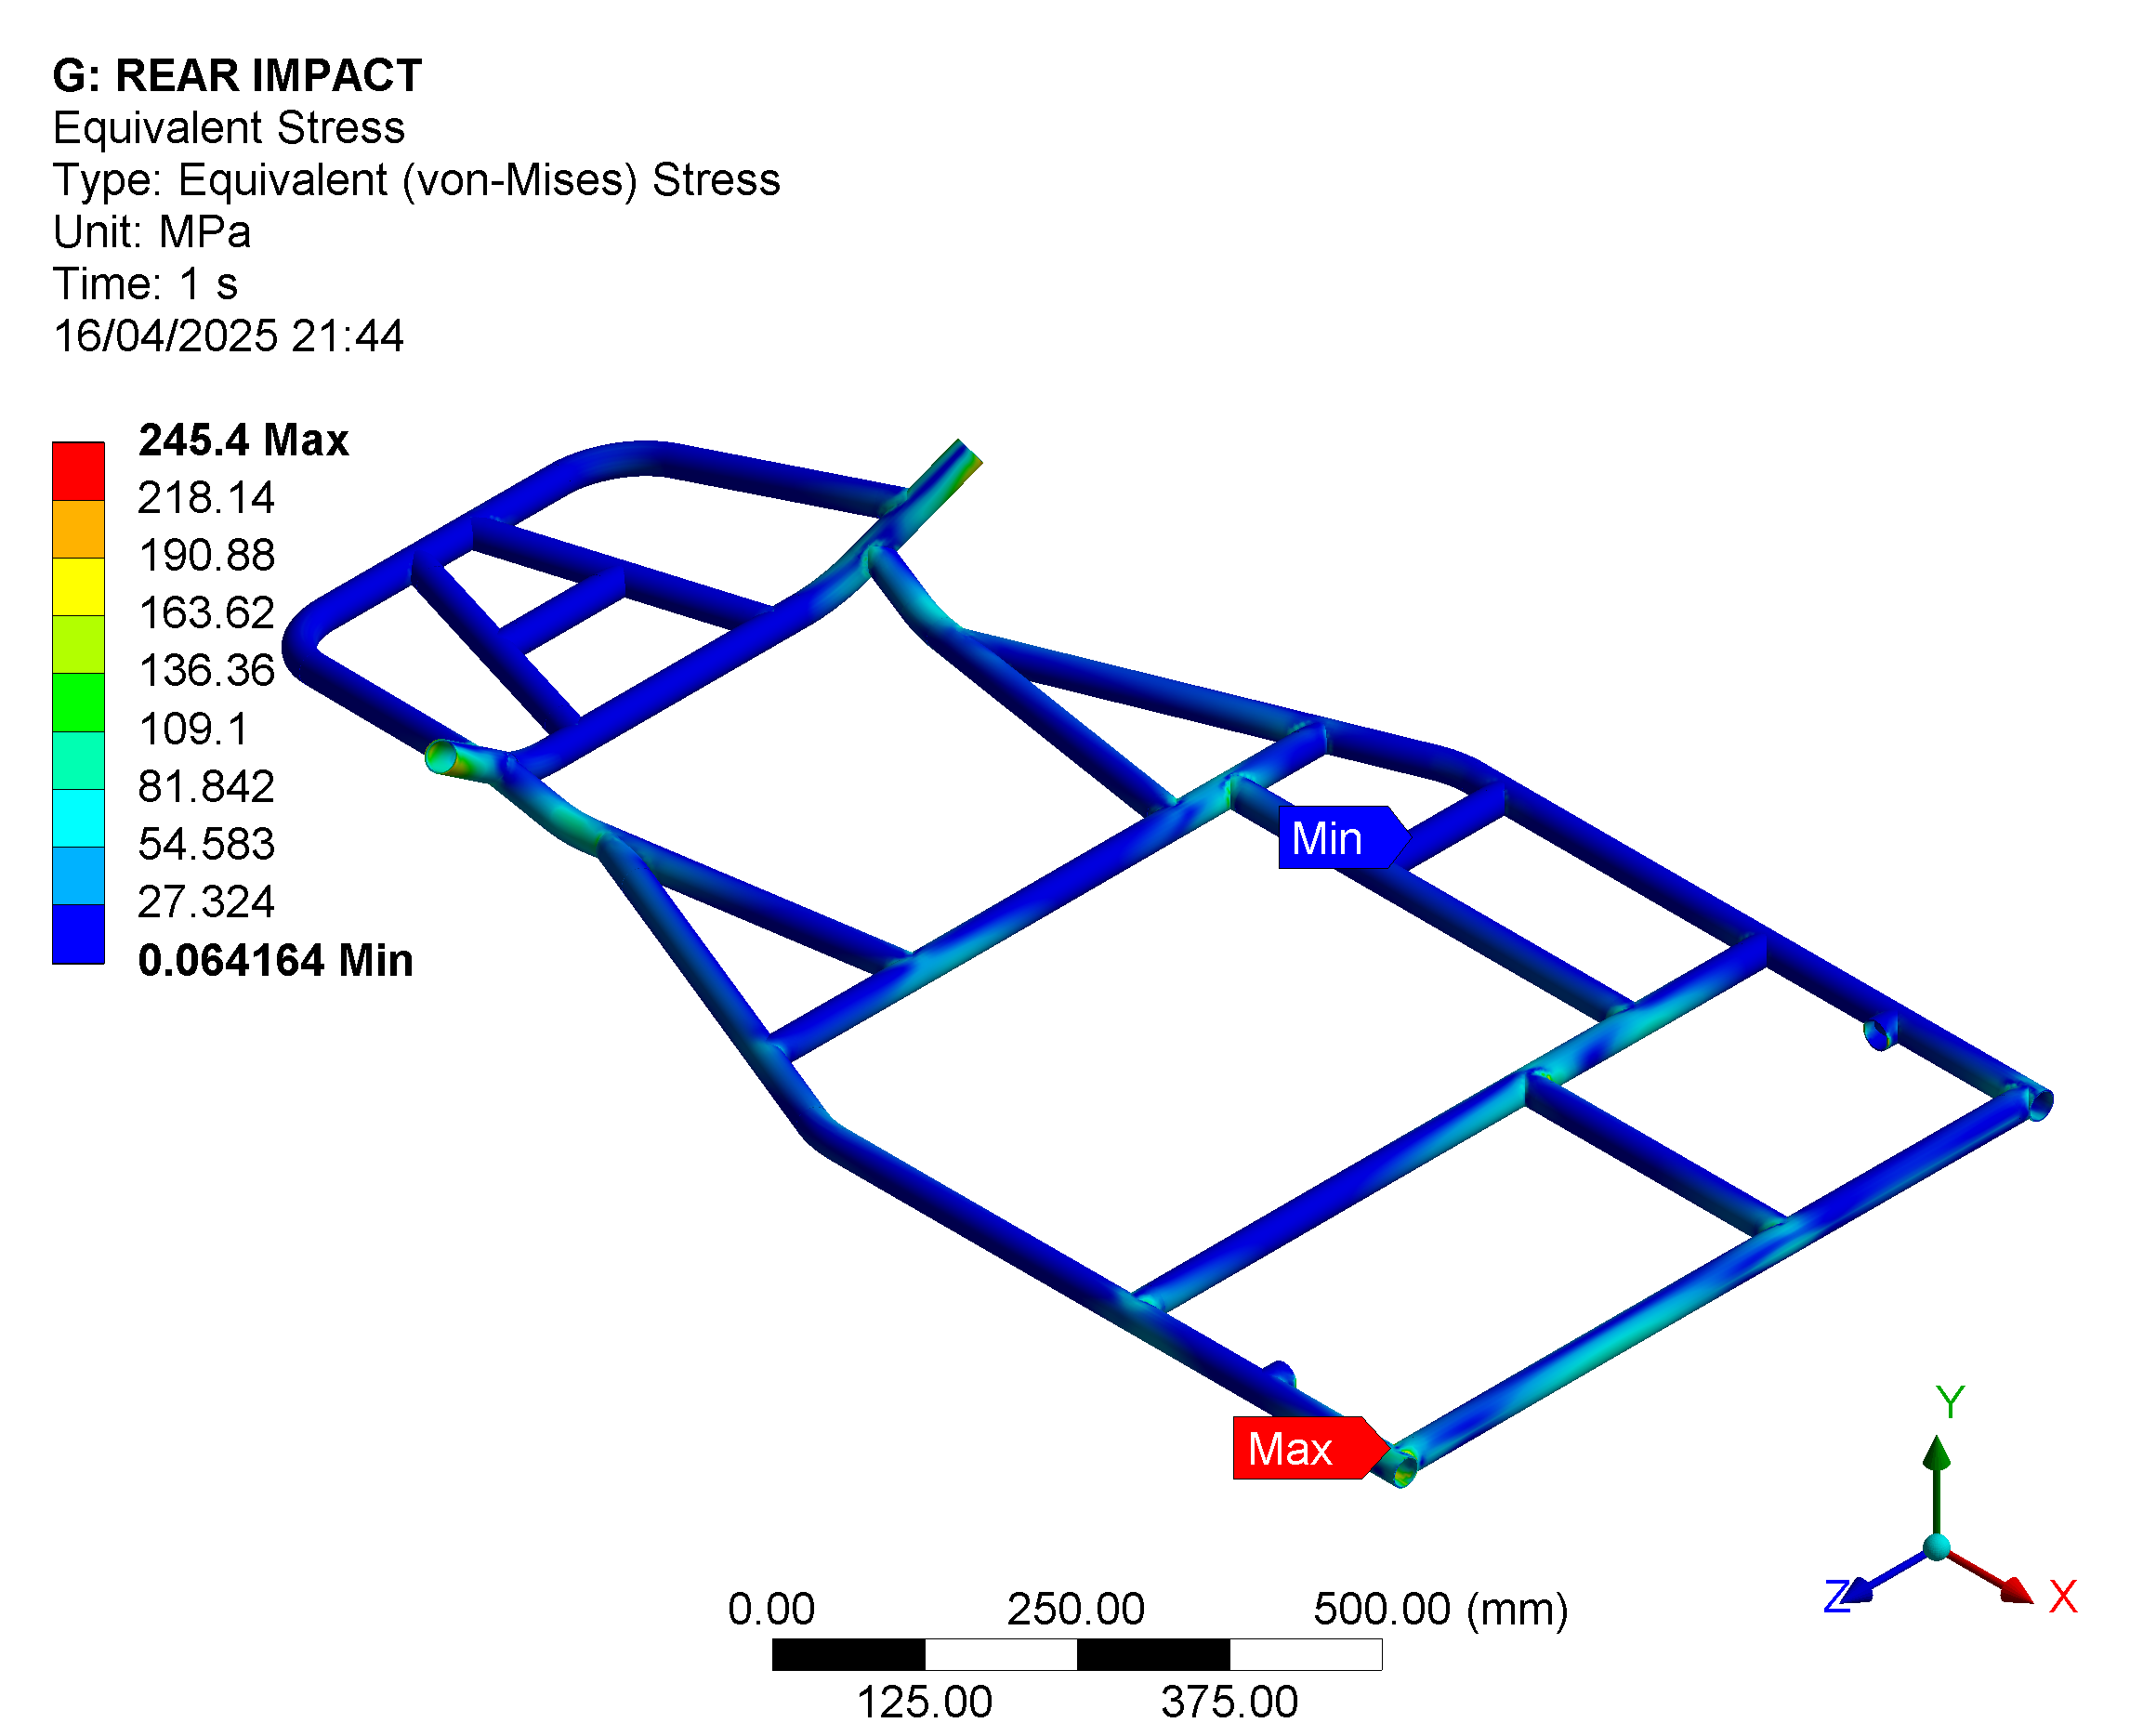 G: REAR IMPACT
Equivalent Stress
Type: Equivalent (von-Mises) Stress
Unit: MPa
Time: 1 s
16/04/2025 21:44
245.4 Max
218.14
190.88
163.62
136.36
109.1
81.842
54.583
27.324
0.064164 Min
Min
Max
Y
Z
X
0.00 250.00 500.00 (mm)
125.00 375.00